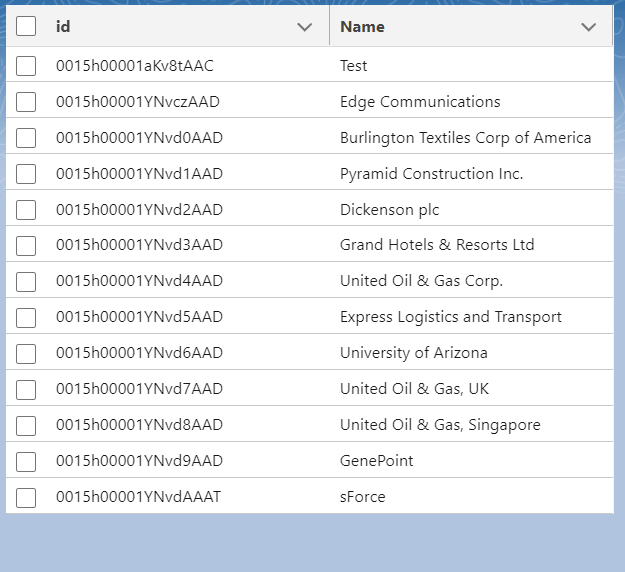 id Name
0015h00001aKv8tAAC Test
0015h00001YNvczAAD Edge Communications
0015h00001YNvd0AAD Burlington Textiles Corp of America
0015h00001YNvd1AAD Pyramid Construction Inc.
0015h00001YNvd2AAD Dickenson plc
0015h00001YNvd3AAD Grand Hotels & Resorts Ltd
0015h00001YNvd4AAD United Oil & Gas Corp.
0015h00001YNvd5AAD Express Logistics and Transport
0015h00001YNvd6AAD University of Arizona
0015h00001YNvd7AAD United Oil & Gas, UK
0015h00001YNvd8AAD United Oil & Gas, Singapore
0015h00001YNvd9AAD GenePoint
0015h00001YNvdAAAT sForce